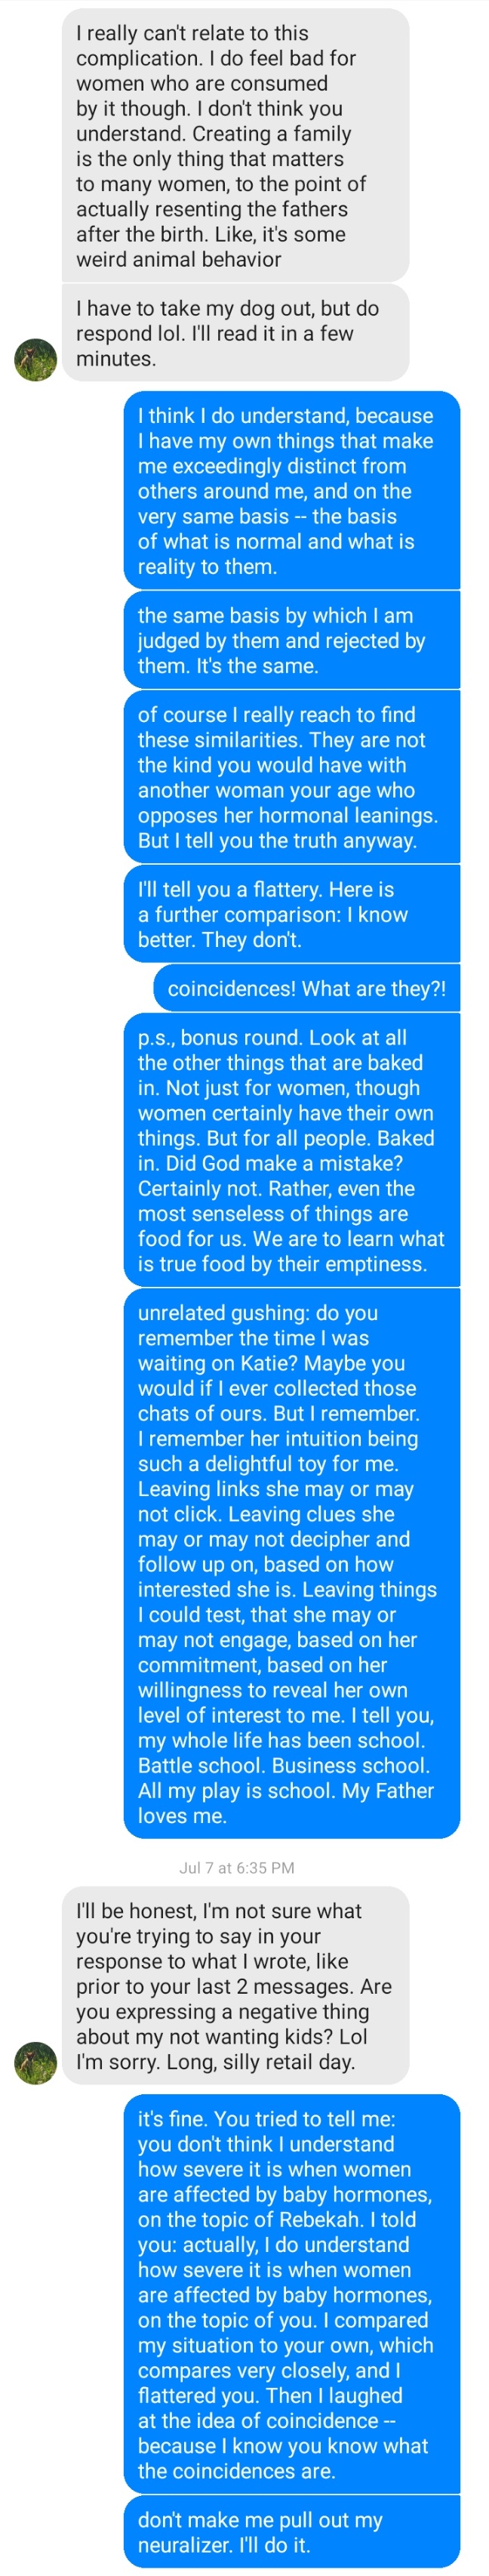 I really can't relate to this
complication. I do feel bad for
women who are consumed
by it though. I don't think you
understand. Creating a family
is the only thing that matters
to many women, to the point of
actually resenting the fathers
after the birth. Like, it's some
weird animal behavior
I have to take my dog out, but do
respond lol. I'll read it in a few
minutes.
I think I do understand, because
I have my own things that make
me exceedingly distinct from
others around me, and on the
very same basis -- the basis
of what is normal and what is
reality to them.
the same basis by which I am
judged by them and rejected by
them. It's the same.
of course I really reach to find
these similarities. They are not
the kind you would have with
another woman your age who
opposes her hormonal leanings.
But I tell you the truth anyway.
I'll tell you a flattery. Here is
a further comparison: I know
better. They don't.
coincidences! What are they?!
p.s., bonus round. Look at all
the other things that are baked
in. Not just for women, though
women certainly have their own
things. But for all people. Baked
in. Did God make a mistake?
Certainly not. Rather, even the
most senseless of things are
food for us. We are to learn what
is true food by their emptiness.
unrelated gushing: do you
remember the time I was
waiting on Katie? Maybe you
would if I ever collected those
chats of ours. But I remember.
I remember her intuition being
such a delightful toy for me.
Leaving links she may or may
not click. Leaving clues she
may or may not decipher and
follow up on, based on how
interested she is. Leaving things
I could test, that she may or
may not engage, based on her
commitment, based on her
willingness to reveal her own
level of interest to me. I tell you,
my whole life has been school.
Battle school. Business school.
All my play is school. My Father
loves me.
Jul 7 at 6:35 PM
I'll be honest, I'm not sure what
you're trying to say in your
response to what I wrote, like
prior to your last 2 messages. Are
you expressing a negative thing
about my not wanting kids? Lol
I'm sorry. Long, silly retail day.
it's fine. You tried to tell me:
you don't think I understand
how severe it is when women
are affected by baby hormones,
on the topic of Rebekah. I told
you: actually, I do understand
how severe it is when women
are affected by baby hormones,
on the topic of you. I compared
my situation to your own, which
compares very closely, and I
flattered you. Then I laughed
at the idea of coincidence --
because I know you know what
the coincidences are.
don't make me pull out my
neuralizer. I'll do it.